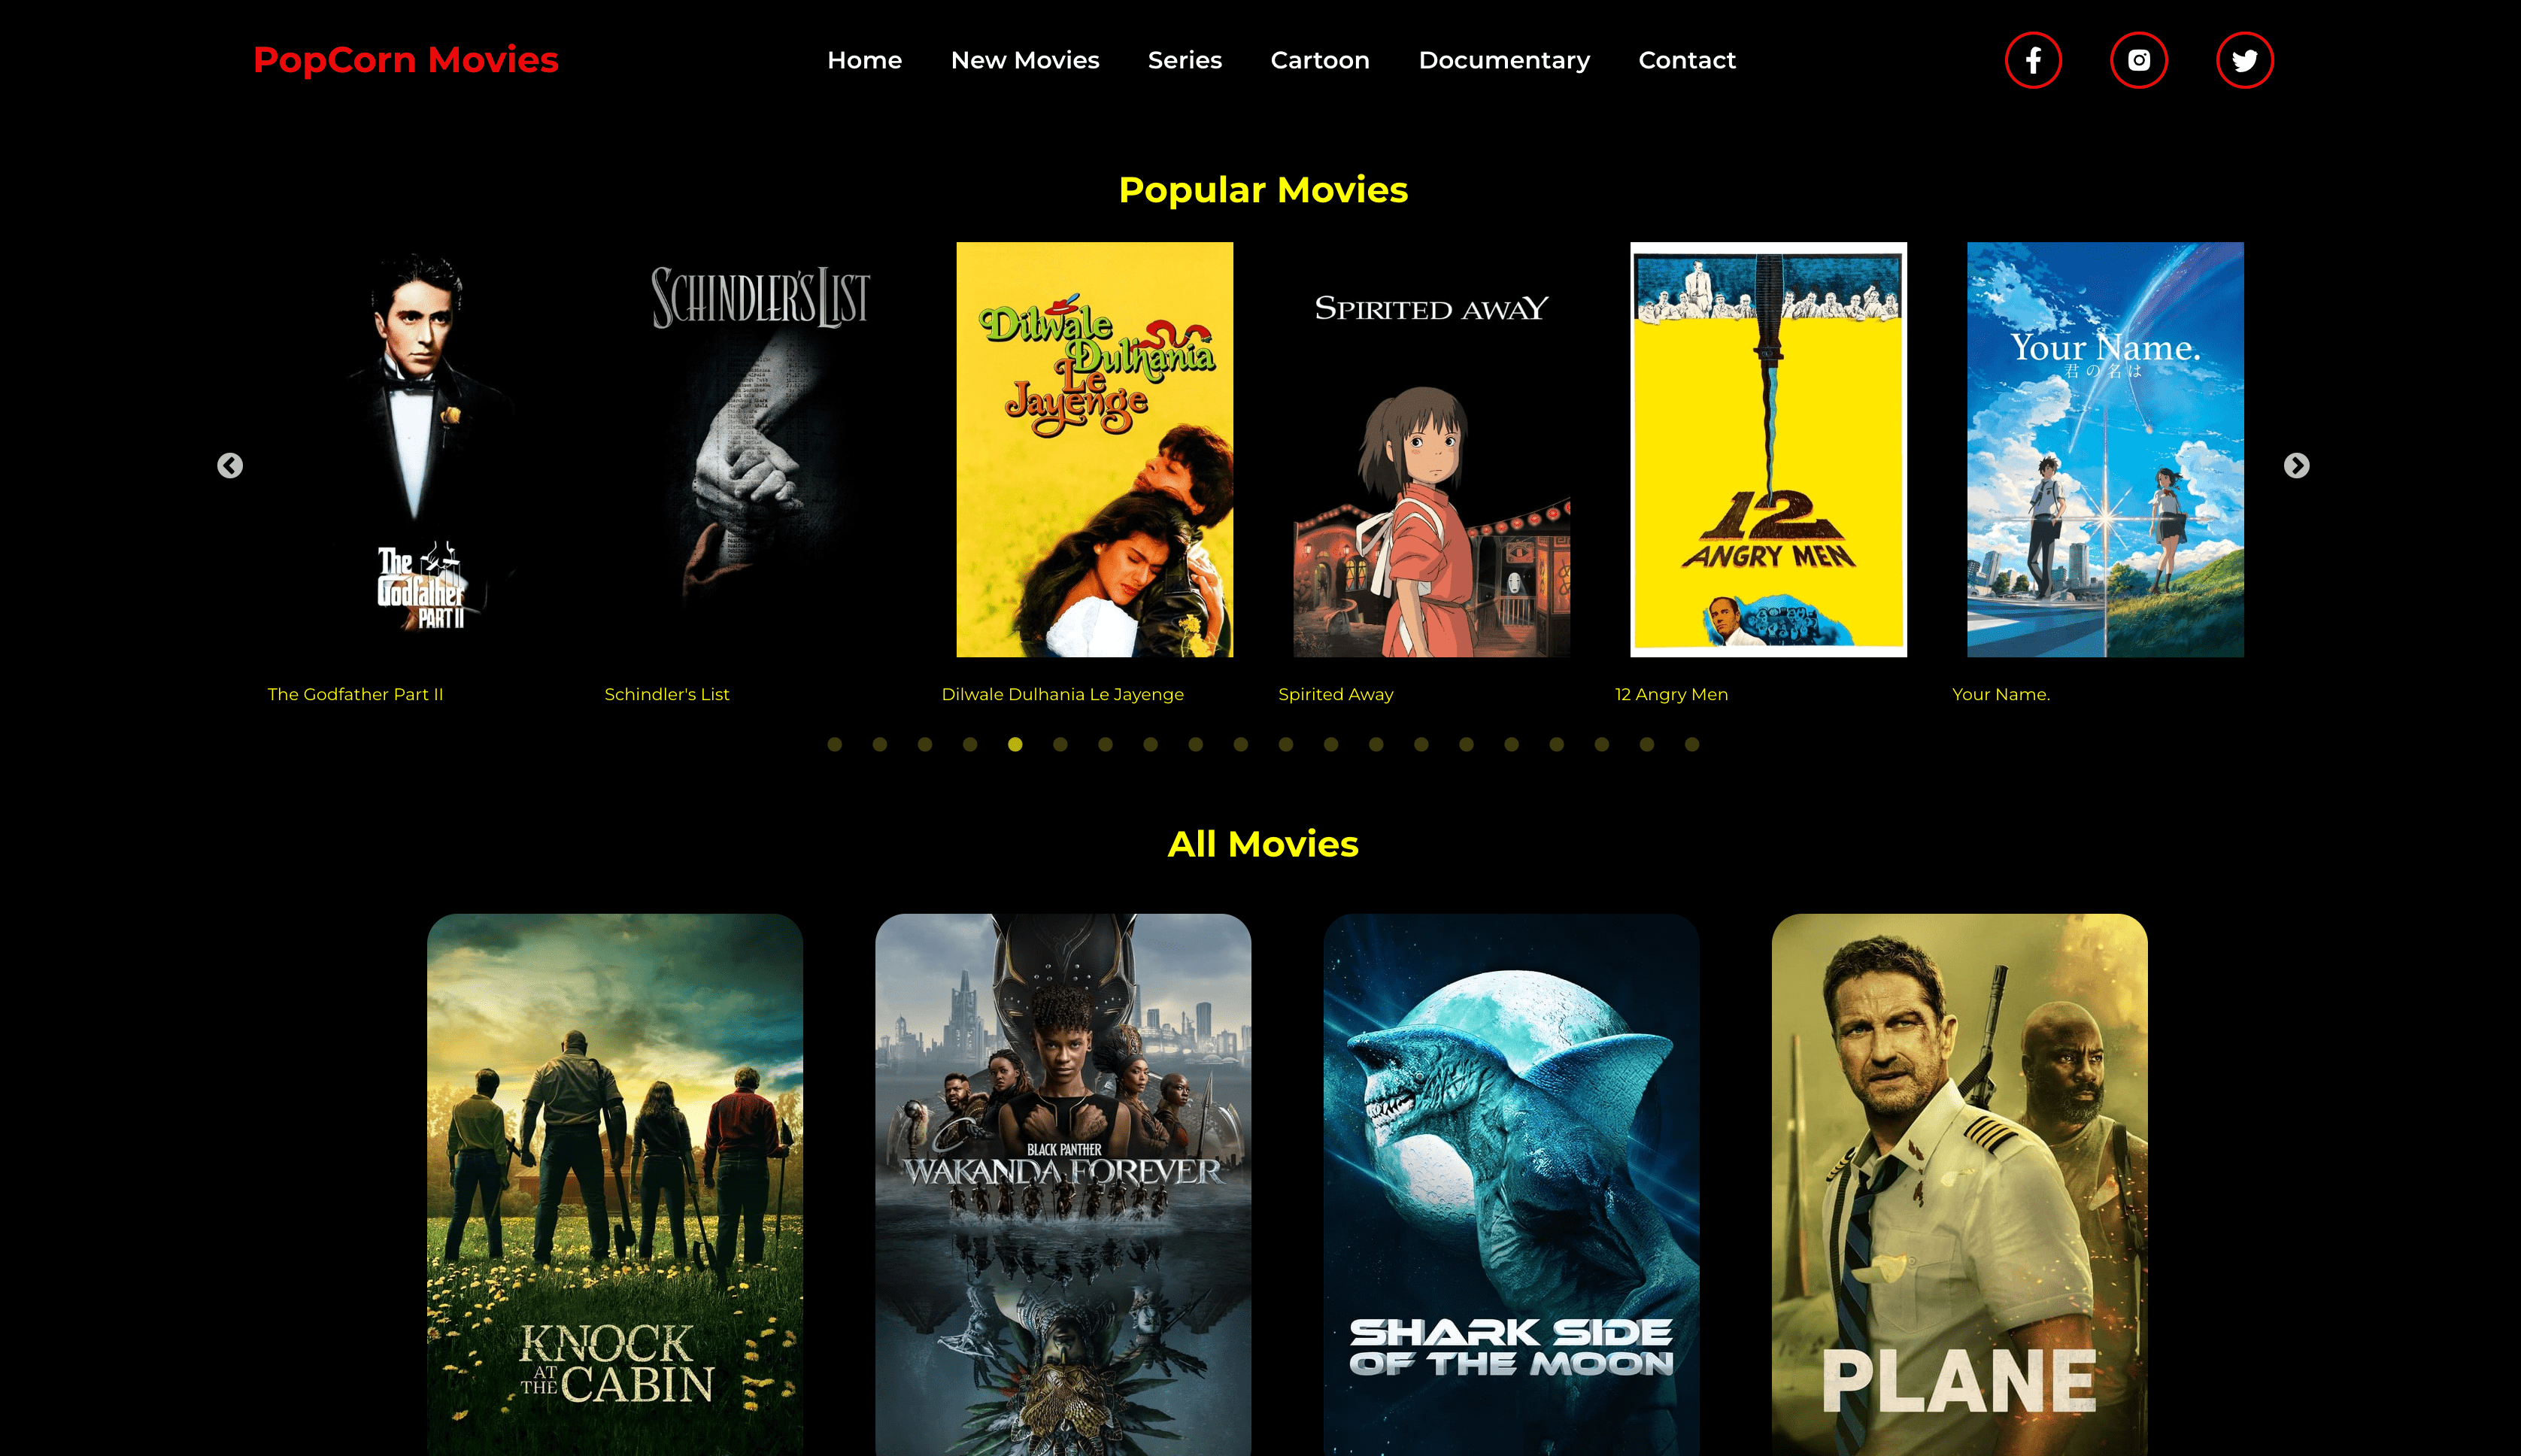 PopCorn Movies
Home New Movies Series Cartoon Documentary Contact
Popular Movies
The
Godfather
PART II
SCHINDLER'S LIST
Dilwale
Dulhania
Le
Jayenge
SPIRITED AWAY
12
ANGRY MEN
Your Name.
君の名は
The Godfather Part II
Schindler's List
Dilwale Dulhania Le Jayenge
Spirited Away
12 Angry Men
Your Name.
All Movies
KNOCK
AT THE CABIN
BLACK PANTHER
WAKANDA FOREVER
SHARK SIDE
OF THE MOON
PLANE